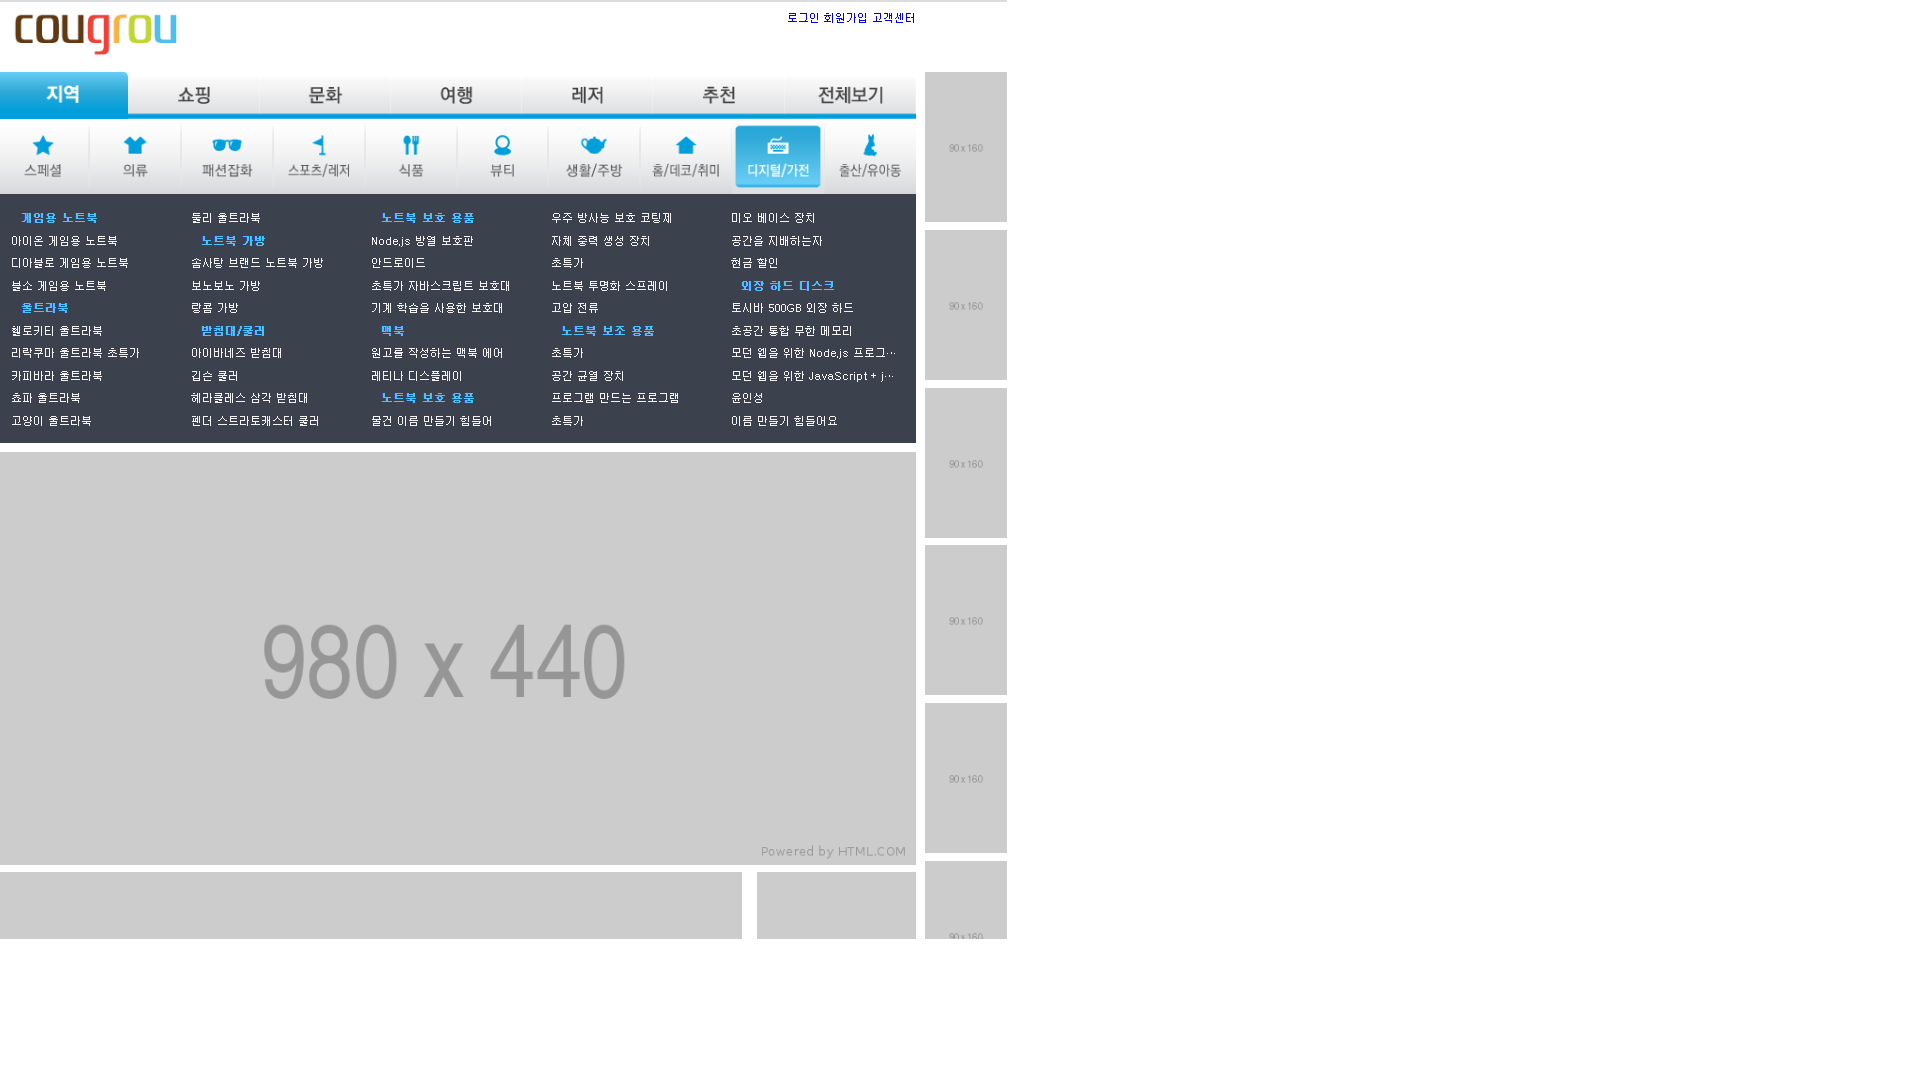 cougrou
로그인 회원가입 고객센터
지역 쇼핑 문화 여행 레저 추천 전체보기
스페셜 의류 패션잡화 스포츠/레저 식품 뷰티 생활/주방 홈/데코/취미 디지털/가전 출산/유아동
게임용 노트북
아이온 게임용 노트북
디아블로 게임용 노트북
블소 게임용 노트북
울트라북
헬로키티 울트라북
리락쿠마 울트라북 초특가
카피바라 울트라북
쵸파 울트라북
고양이 울트라북
둘리 울트라북
노트북 가방
솜사탕 브랜드 노트북 가방
보노보노 가방
랑콤 가방
받침대/쿨러
아이바네즈 받침대
깁슨 쿨러
헤라클레스 삼각 받침대
펜더 스트라토캐스터 쿨러
노트북 보호 용품
Node.js 방열 보호판
안드로이드
초특가 자바스크립트 보호대
기계 학습을 사용한 보호대
맥북
원고를 작성하는 맥북 에어
레티나 디스플레이
노트북 보호 용품
물건 이름 만들기 힘들어
우주 방사능 보호 코팅제
자체 중력 생성 장치
초특가
노트북 투명화 스프레이
고압 전류
노트북 보조 용품
초특가
공간 균열 장치
프로그램 만드는 프로그램
초특가
미오 베이스 장치
공간을 지배하는자
현금 할인
외장 하드 디스크
토시바 500GB 외장 하드
초공간 통합 무한 메모리
모던 웹을 위한 Node.js 프로그…
모던 웹을 위한 JavaScript + j…
윤인성
이름 만들기 힘들어요
980 x 440
Powered by HTML.COM
90 x 160
90 x 160
90 x 160
90 x 160
90 x 160
90 x 160